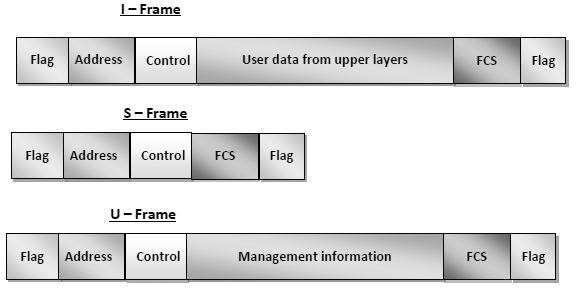 I – Frame
Flag Address Control User data from upper layers FCS Flag
S – Frame
Flag Address Control FCS Flag
U – Frame
Flag Address Control Management information FCS Flag